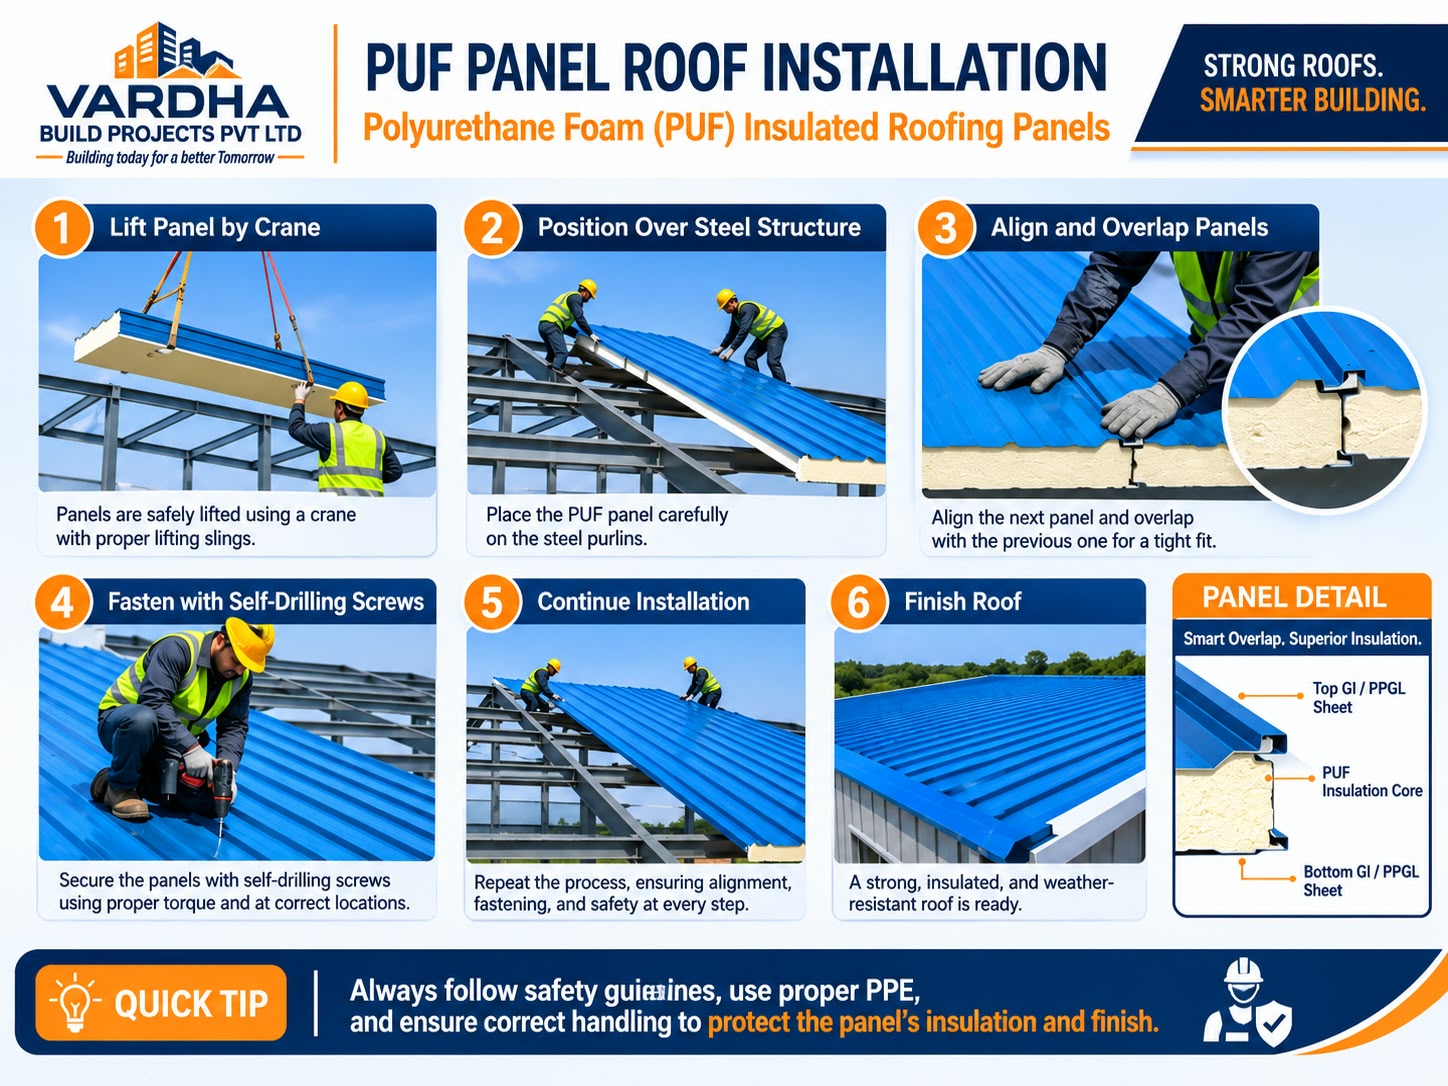 VARDHA
BUILD PROJECTS PVT LTD
Building today for a better Tomorrow
PUF PANEL ROOF INSTALLATION
Polyurethane Foam (PUF) Insulated Roofing Panels
STRONG ROOFS.
SMARTER BUILDING.
1 Lift Panel by Crane
Panels are safely lifted using a crane
with proper lifting slings.
2 Position Over Steel Structure
Place the PUF panel carefully
on the steel purlins.
3 Align and Overlap Panels
Align the next panel and overlap
with the previous one for a tight fit.
4 Fasten with Self-Drilling Screws
Secure the panels with self-drilling screws
using proper torque and at correct locations.
5 Continue Installation
Repeat the process, ensuring alignment,
fastening, and safety at every step.
6 Finish Roof
A strong, insulated, and weather-
resistant roof is ready.
PANEL DETAIL
Smart Overlap. Superior Insulation.
Top GI / PPGL
Sheet
PUF
Insulation Core
Bottom GI / PPGL
Sheet
QUICK TIP
Always follow safety use proper PPE,
and ensure correct handling to protect the panel's insulation and finish.